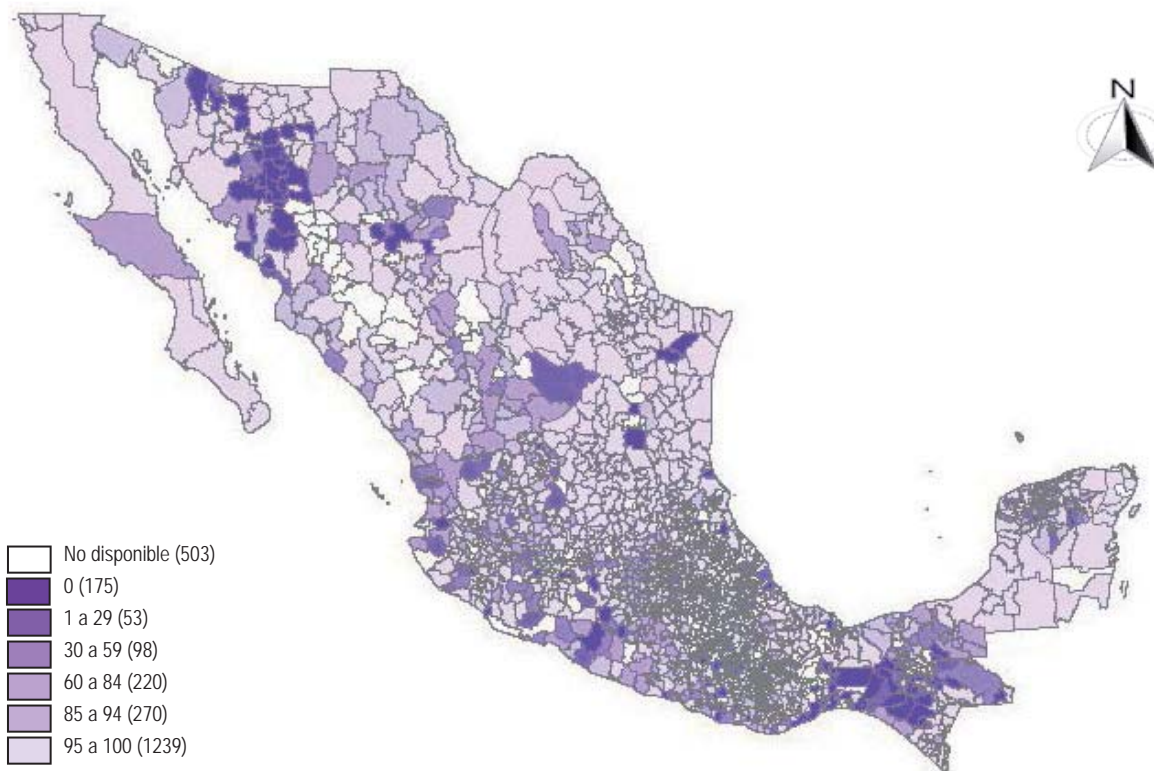 N
No disponible (503)
0 (175)
1 a 29 (53)
30 a 59 (98)
60 a 84 (220)
85 a 94 (270)
95 a 100 (1239)